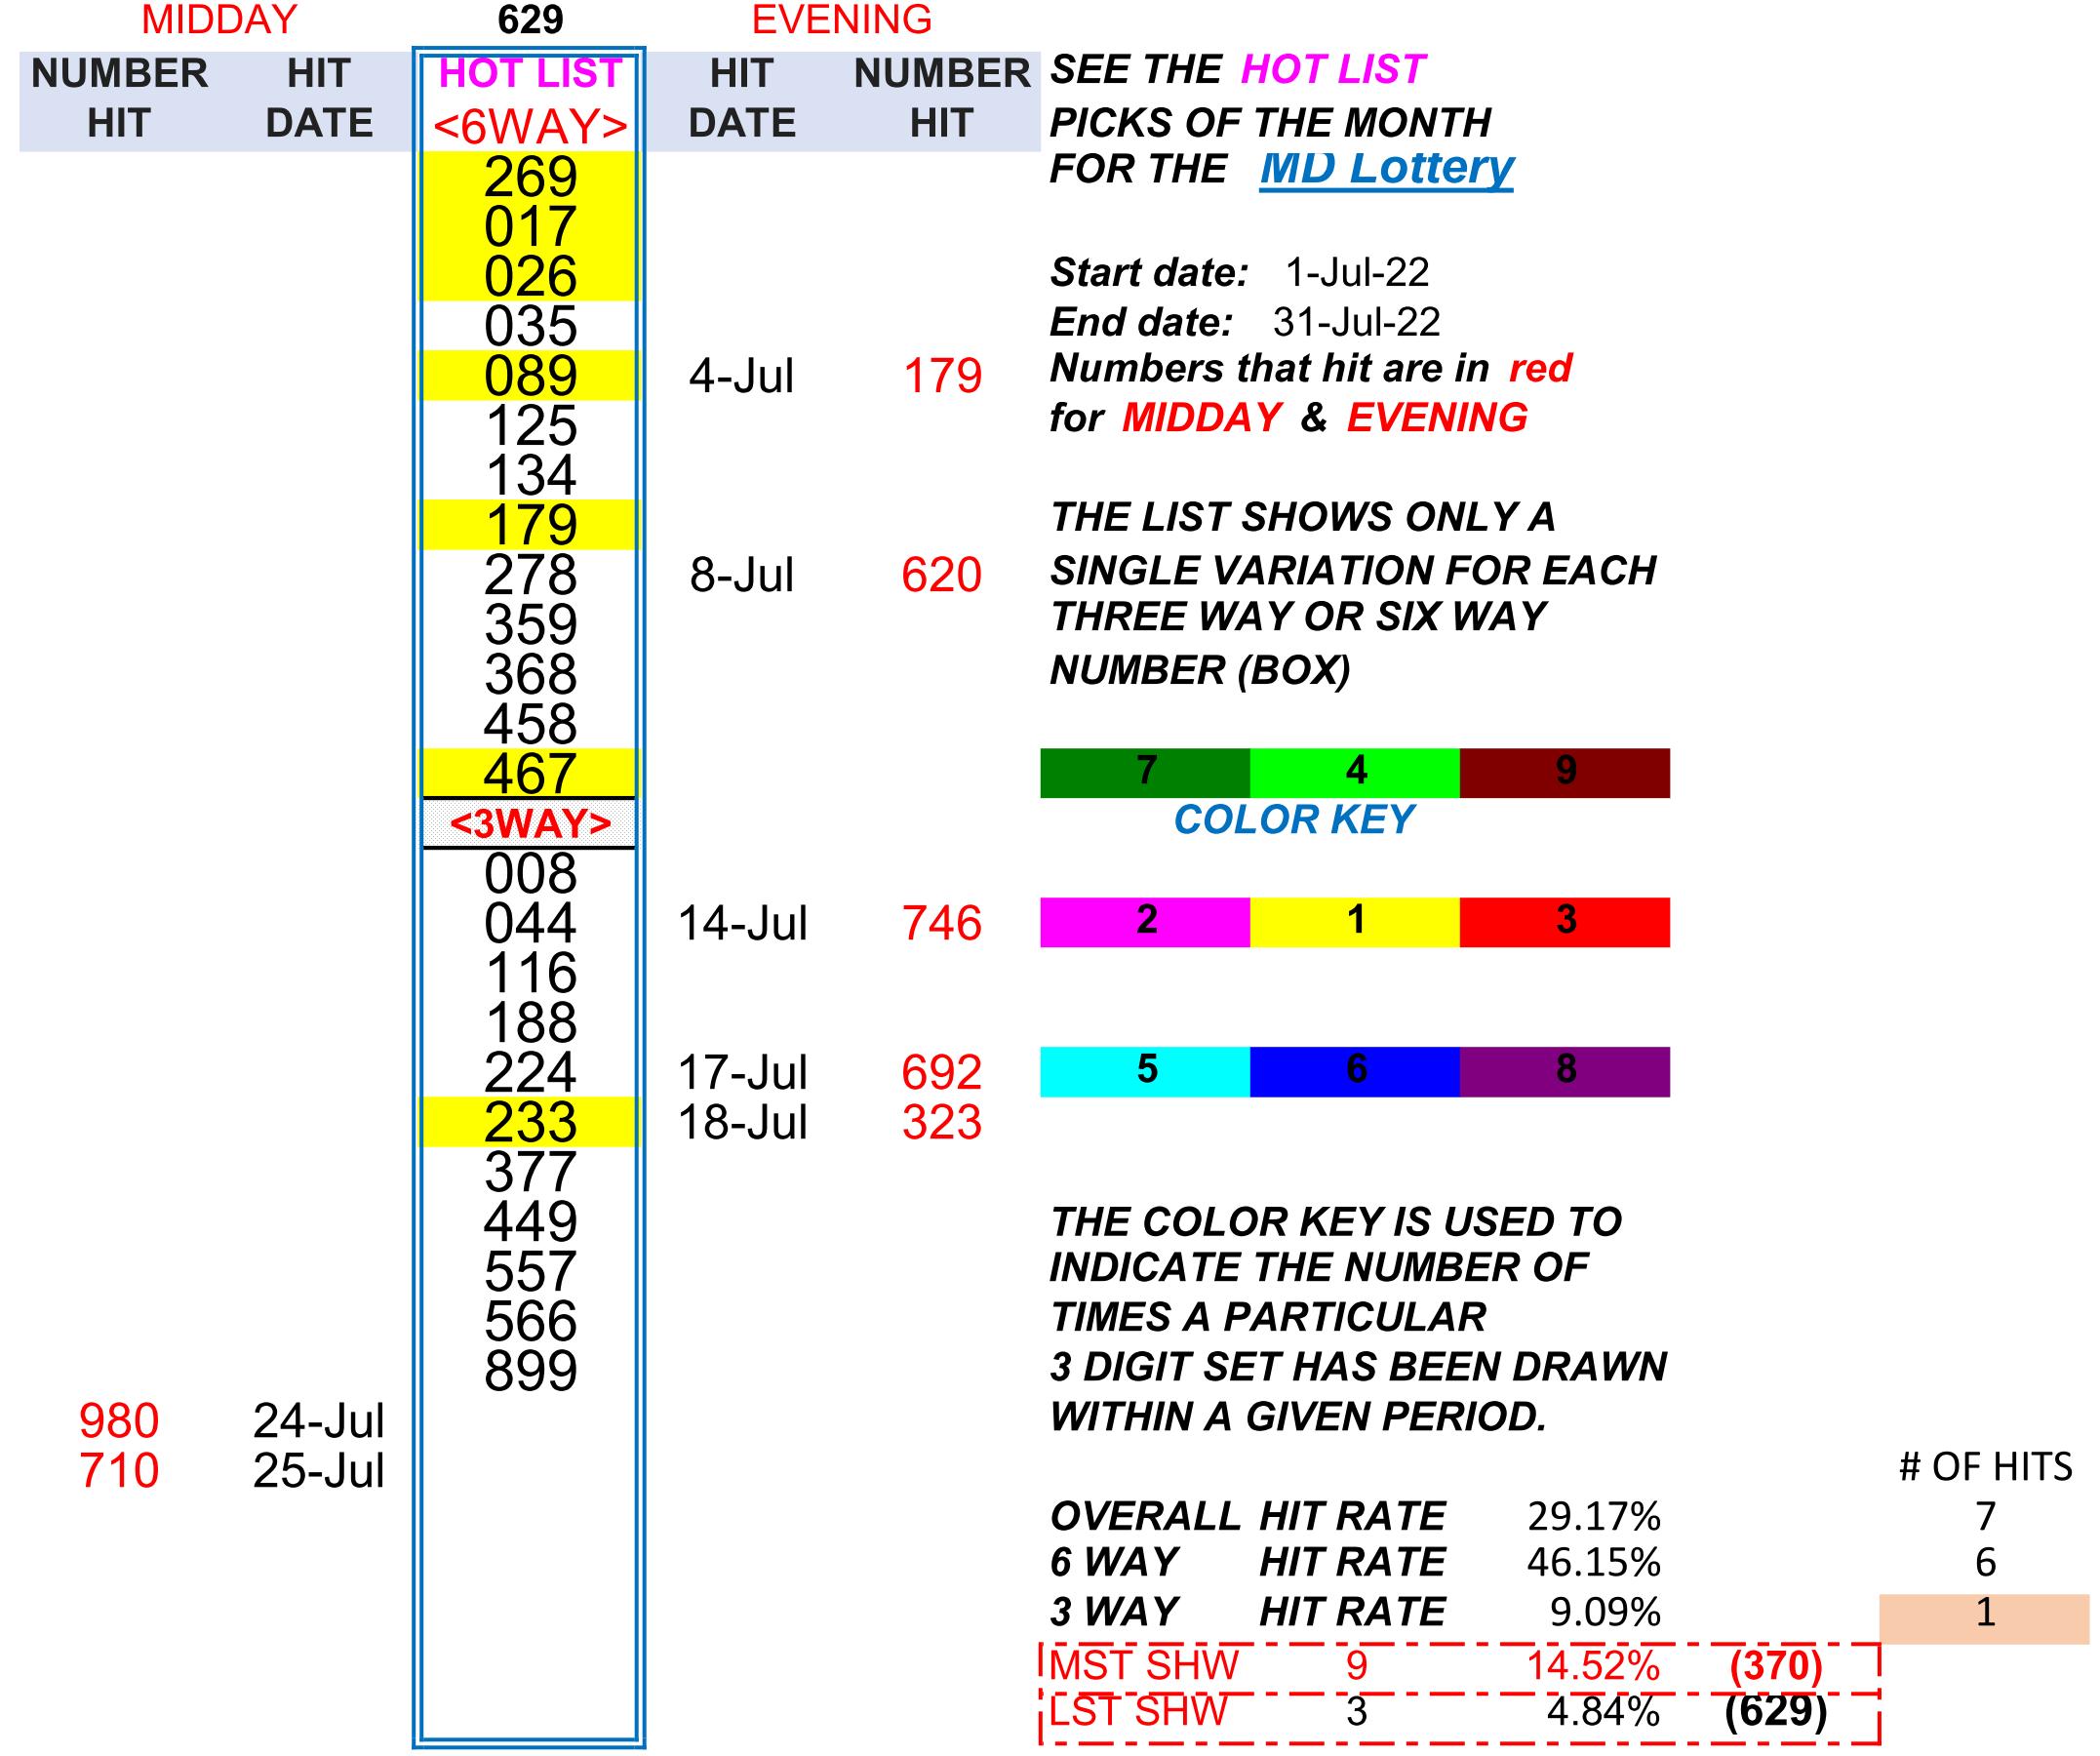 MIDDAY 629 EVENING
NUMBER HIT HOT LIST HIT NUMBER SEE THE HOT LIST
HIT DATE <6WAY> DATE HIT PICKS OF THE MONTH
269 FOR THE MD Lottery
017
026 Start date: 1-Jul-22
035 End date: 31-Jul-22
089 4-Jul 179 Numbers that hit are in red
125 for MIDDAY & EVENING
134
179 THE LIST SHOWS ONLY A
278 8-Jul 620 SINGLE VARIATION FOR EACH
359 THREE WAY OR SIX WAY
368 NUMBER (BOX)
458
467 7 4 9
<3WAY> COLOR KEY
008
044 14-Jul 746 2 1 3
116
188
224 17-Jul 692 5 6 8
233 18-Jul 323
377
449 THE COLOR KEY IS USED TO
557 INDICATE THE NUMBER OF
566 TIMES A PARTICULAR
899 3 DIGIT SET HAS BEEN DRAWN
980 24-Jul WITHIN A GIVEN PERIOD.
710 25-Jul # OF HITS
OVERALL HIT RATE 29.17% 7
6 WAY HIT RATE 46.15% 6
3 WAY HIT RATE 9.09% 1
MST SHW 9 14.52% (370)
LST SHW 3 4.84% (629)